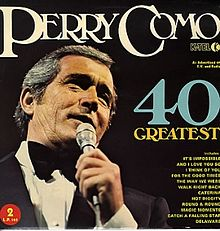 PERRY COMO
K-TEL
As Advertised on
T.V. and Radio
40
GREATEST
includes
IT'S IMPOSSIBLE
AND I LOVE YOU SO
I THINK OF YOU
FOR THE GOOD TIMES
THE WAY WE WERE
WALK RIGHT BACK
CATERINA
HOT DIGGITY
ROUND & ROUND
MAGIC MOMENTS
CATCH A FALLING STAR
DELAWARE
2
L.P. set